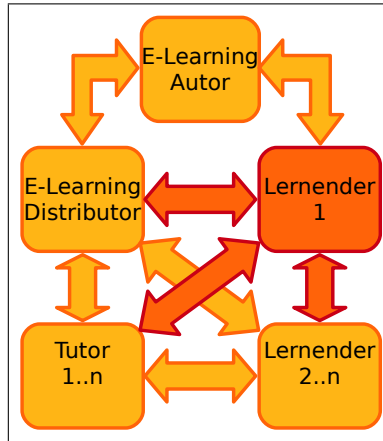 E-Learning
Autor
E-Learning
Distributor
Lernender
1
Tutor
1..n
Lernender
2..n